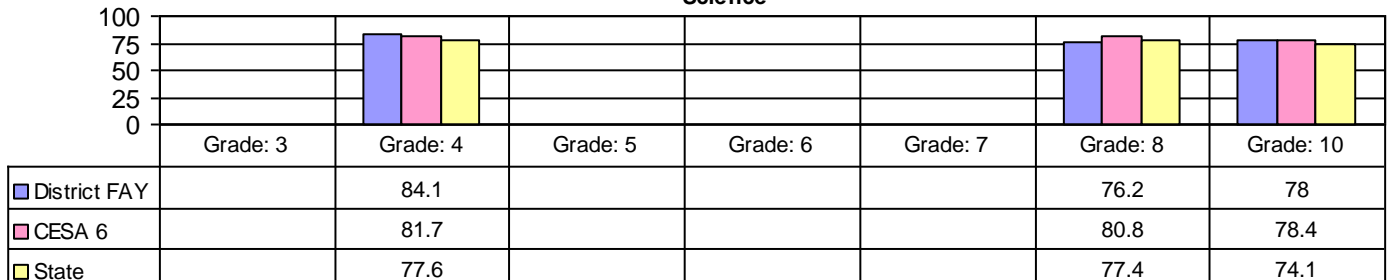 Science
100
75
50
25
0
Grade: 3 Grade: 4 Grade: 5 Grade: 6 Grade: 7 Grade: 8 Grade: 10
District FAY 84.1 76.2 78
CESA 6 81.7 80.8 78.4
State 77.6 77.4 74.1